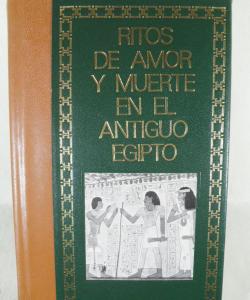 RITOS
DE AMOR
Y MUERTE
EN EL
ANTIGUO
EGIPTO